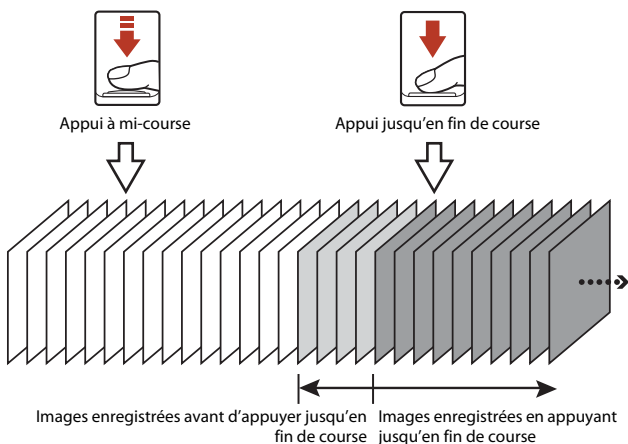 Appui à mi-course
Appui jusqu’en fin de course
Images enregistrées avant d’appuyer jusqu’en
fin de course
Images enregistrées en appuyant
jusqu’en fin de course